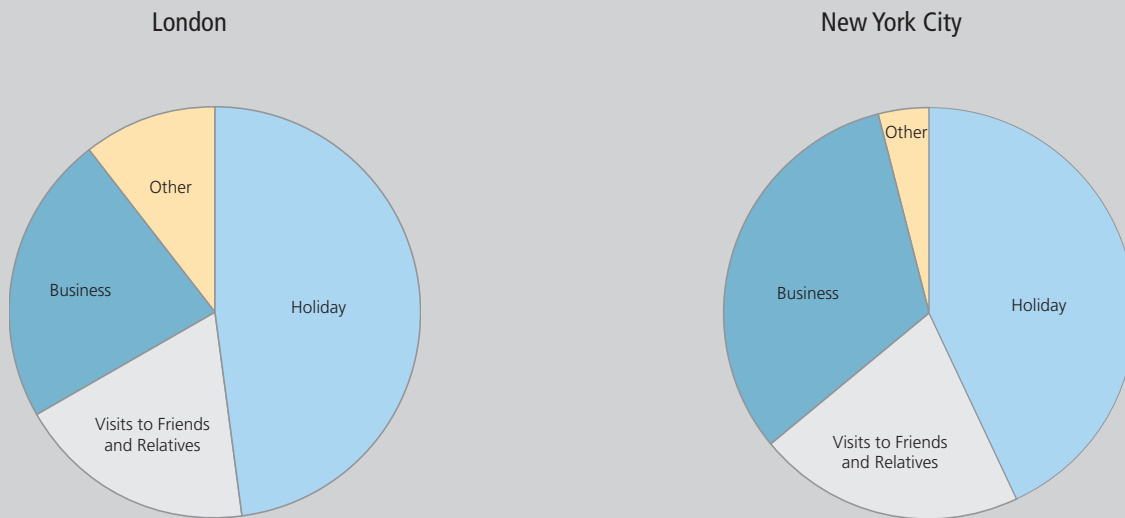 London
Other
Business
Holiday
Visits to Friends
and Relatives
New York City
Other
Business
Holiday
Visits to Friends
and Relatives